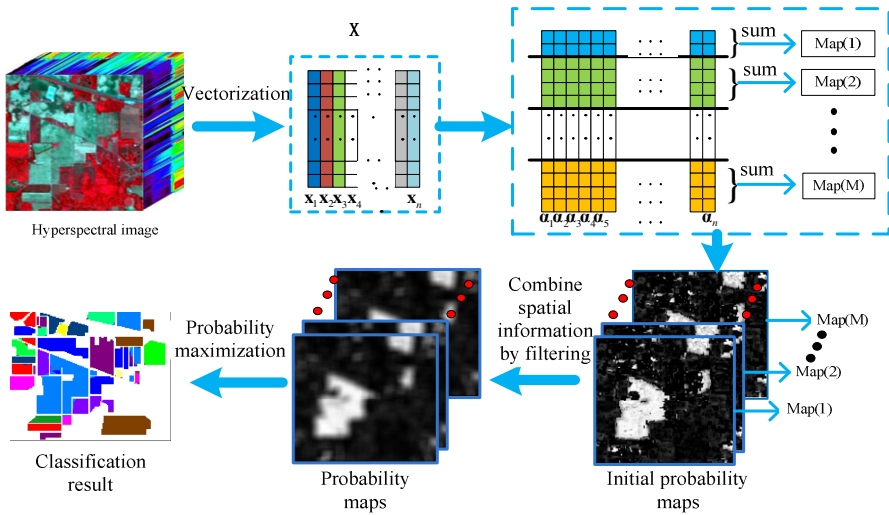 X
Vectorization
Hyperspectral image
x1 x2 x3 x4 xn
sum
Map(1)
sum
Map(2)
sum
Map(M)
α1 α2 α3 α4 α5 αn
Combine
spatial
information
by filtering
Probability
maximization
Map(M)
Map(2)
Map(1)
Classification
result
Probability
maps
Initial probability
maps